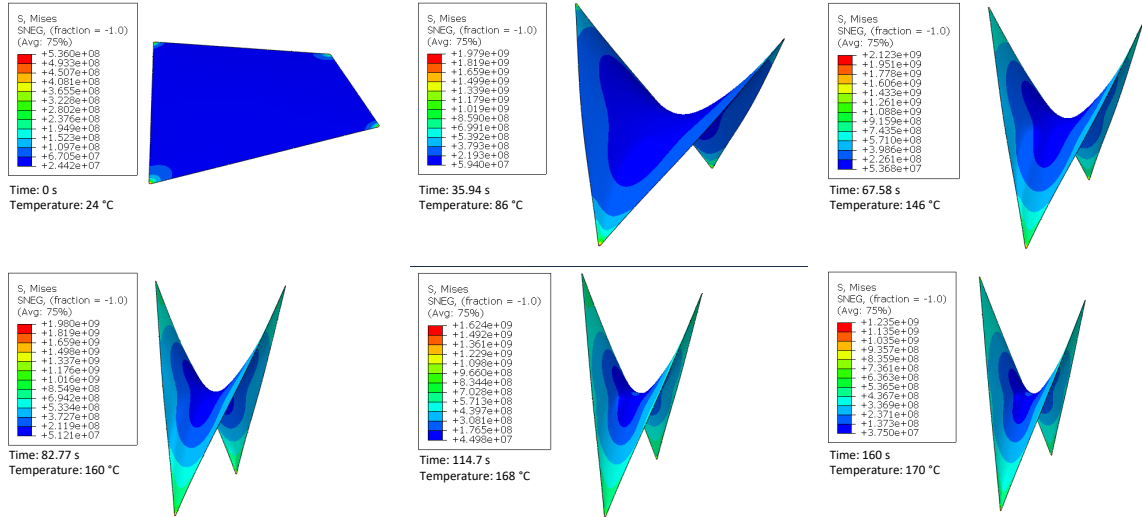 S, Mises
SNEG, (fraction = -1.0)
(Avg: 75%)
+5.360e+08
+4.933e+08
+4.507e+08
+4.081e+08
+3.655e+08
+3.228e+08
+2.802e+08
+2.376e+08
+1.949e+08
+1.523e+08
+1.097e+08
+6.705e+07
+2.442e+07
Time: 0 s
Temperature: 24 °C
S, Mises
SNEG, (fraction = -1.0)
(Avg: 75%)
+1.979e+09
+1.819e+09
+1.659e+09
+1.499e+09
+1.339e+09
+1.179e+09
+1.019e+09
+8.590e+08
+6.991e+08
+5.392e+08
+3.793e+08
+2.193e+08
+5.940e+07
Time: 35.94 s
Temperature: 86 °C
S, Mises
SNEG, (fraction = -1.0)
(Avg: 75%)
+2.123e+09
+1.951e+09
+1.778e+09
+1.606e+09
+1.433e+09
+1.261e+09
+1.088e+09
+9.159e+08
+7.435e+08
+5.710e+08
+3.986e+08
+2.261e+08
+5.368e+07
Time: 67.58 s
Temperature: 146 °C
S, Mises
SNEG, (fraction = -1.0)
(Avg: 75%)
+1.980e+09
+1.819e+09
+1.659e+09
+1.498e+09
+1.337e+09
+1.176e+09
+1.016e+09
+8.549e+08
+6.942e+08
+5.334e+08
+3.727e+08
+2.119e+08
+5.121e+07
Time: 82.77 s
Temperature: 160 °C
S, Mises
SNEG, (fraction = -1.0)
(Avg: 75%)
+1.624e+09
+1.492e+09
+1.361e+09
+1.229e+09
+1.098e+09
+9.660e+08
+8.344e+08
+7.028e+08
+5.713e+08
+4.397e+08
+3.081e+08
+1.765e+08
+4.498e+07
Time: 114.7 s
Temperature: 168 °C
S, Mises
SNEG, (fraction = -1.0)
(Avg: 75%)
+1.235e+09
+1.135e+09
+1.035e+09
+9.357e+08
+8.359e+08
+7.361e+08
+6.363e+08
+5.365e+08
+4.367e+08
+3.369e+08
+2.371e+08
+1.373e+08
+3.750e+07
Time: 160 s
Temperature: 170 °C